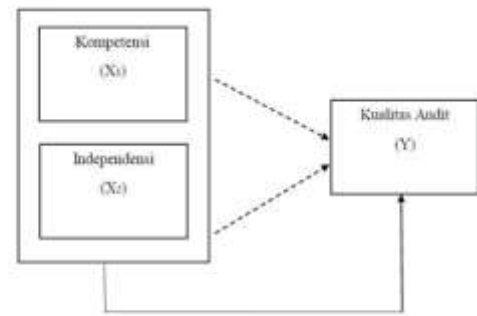 Kompetensi
(X₁)
Independensi
(X₂)
Kualitas Audit
(Y)